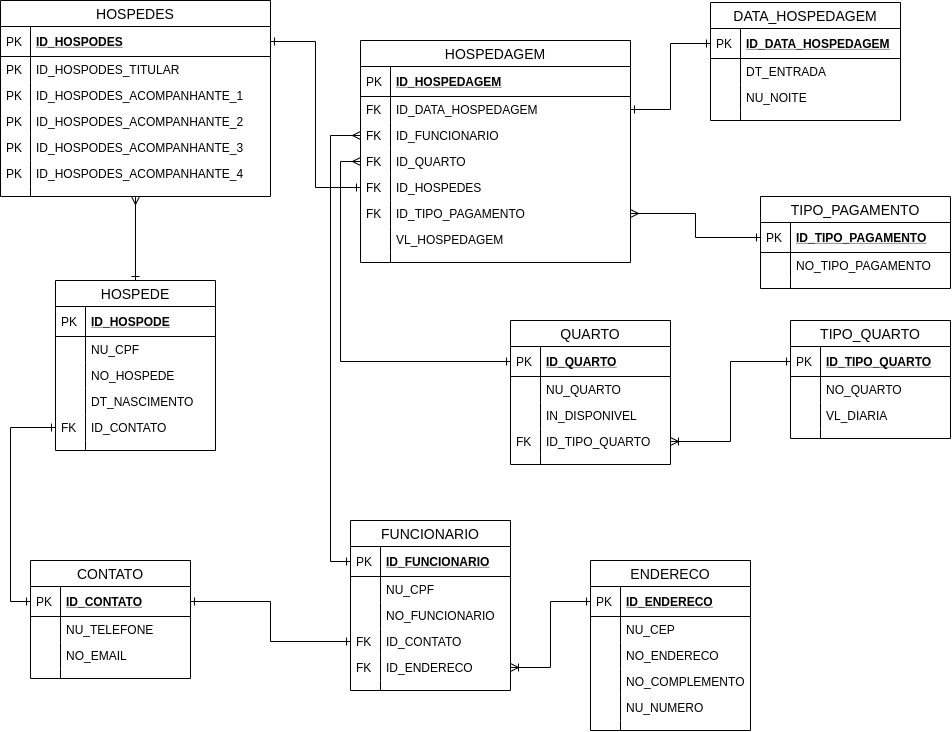 HOSPEDES
PK ID_HOSPODES
PK ID_HOSPODES_TITULAR
PK ID_HOSPODES_ACOMPANHANTE_1
PK ID_HOSPODES_ACOMPANHANTE_2
PK ID_HOSPODES_ACOMPANHANTE_3
PK ID_HOSPODES_ACOMPANHANTE_4
HOSPEDAGEM
PK ID_HOSPEDAGEM
FK ID_DATA_HOSPEDAGEM
FK ID_FUNCIONARIO
FK ID_QUARTO
FK ID_HOSPEDES
FK ID_TIPO_PAGAMENTO
VL_HOSPEDAGEM
DATA_HOSPEDAGEM
PK ID_DATA_HOSPEDAGEM
DT_ENTRADA
NU_NOITE
TIPO_PAGAMENTO
PK ID_TIPO_PAGAMENTO
NO_TIPO_PAGAMENTO
HOSPEDE
PK ID_HOSPODE
NU_CPF
NO_HOSPEDE
DT_NASCIMENTO
FK ID_CONTATO
QUARTO
PK ID_QUARTO
NU_QUARTO
IN_DISPONIVEL
FK ID_TIPO_QUARTO
TIPO_QUARTO
PK ID_TIPO_QUARTO
NO_QUARTO
VL_DIARIA
CONTATO
PK ID_CONTATO
NU_TELEFONE
NO_EMAIL
FUNCIONARIO
PK ID_FUNCIONARIO
NU_CPF
NO_FUNCIONARIO
FK ID_CONTATO
FK ID_ENDERECO
ENDERECO
PK ID_ENDERECO
NU_CEP
NO_ENDERECO
NO_COMPLEMENTO
NU_NUMERO